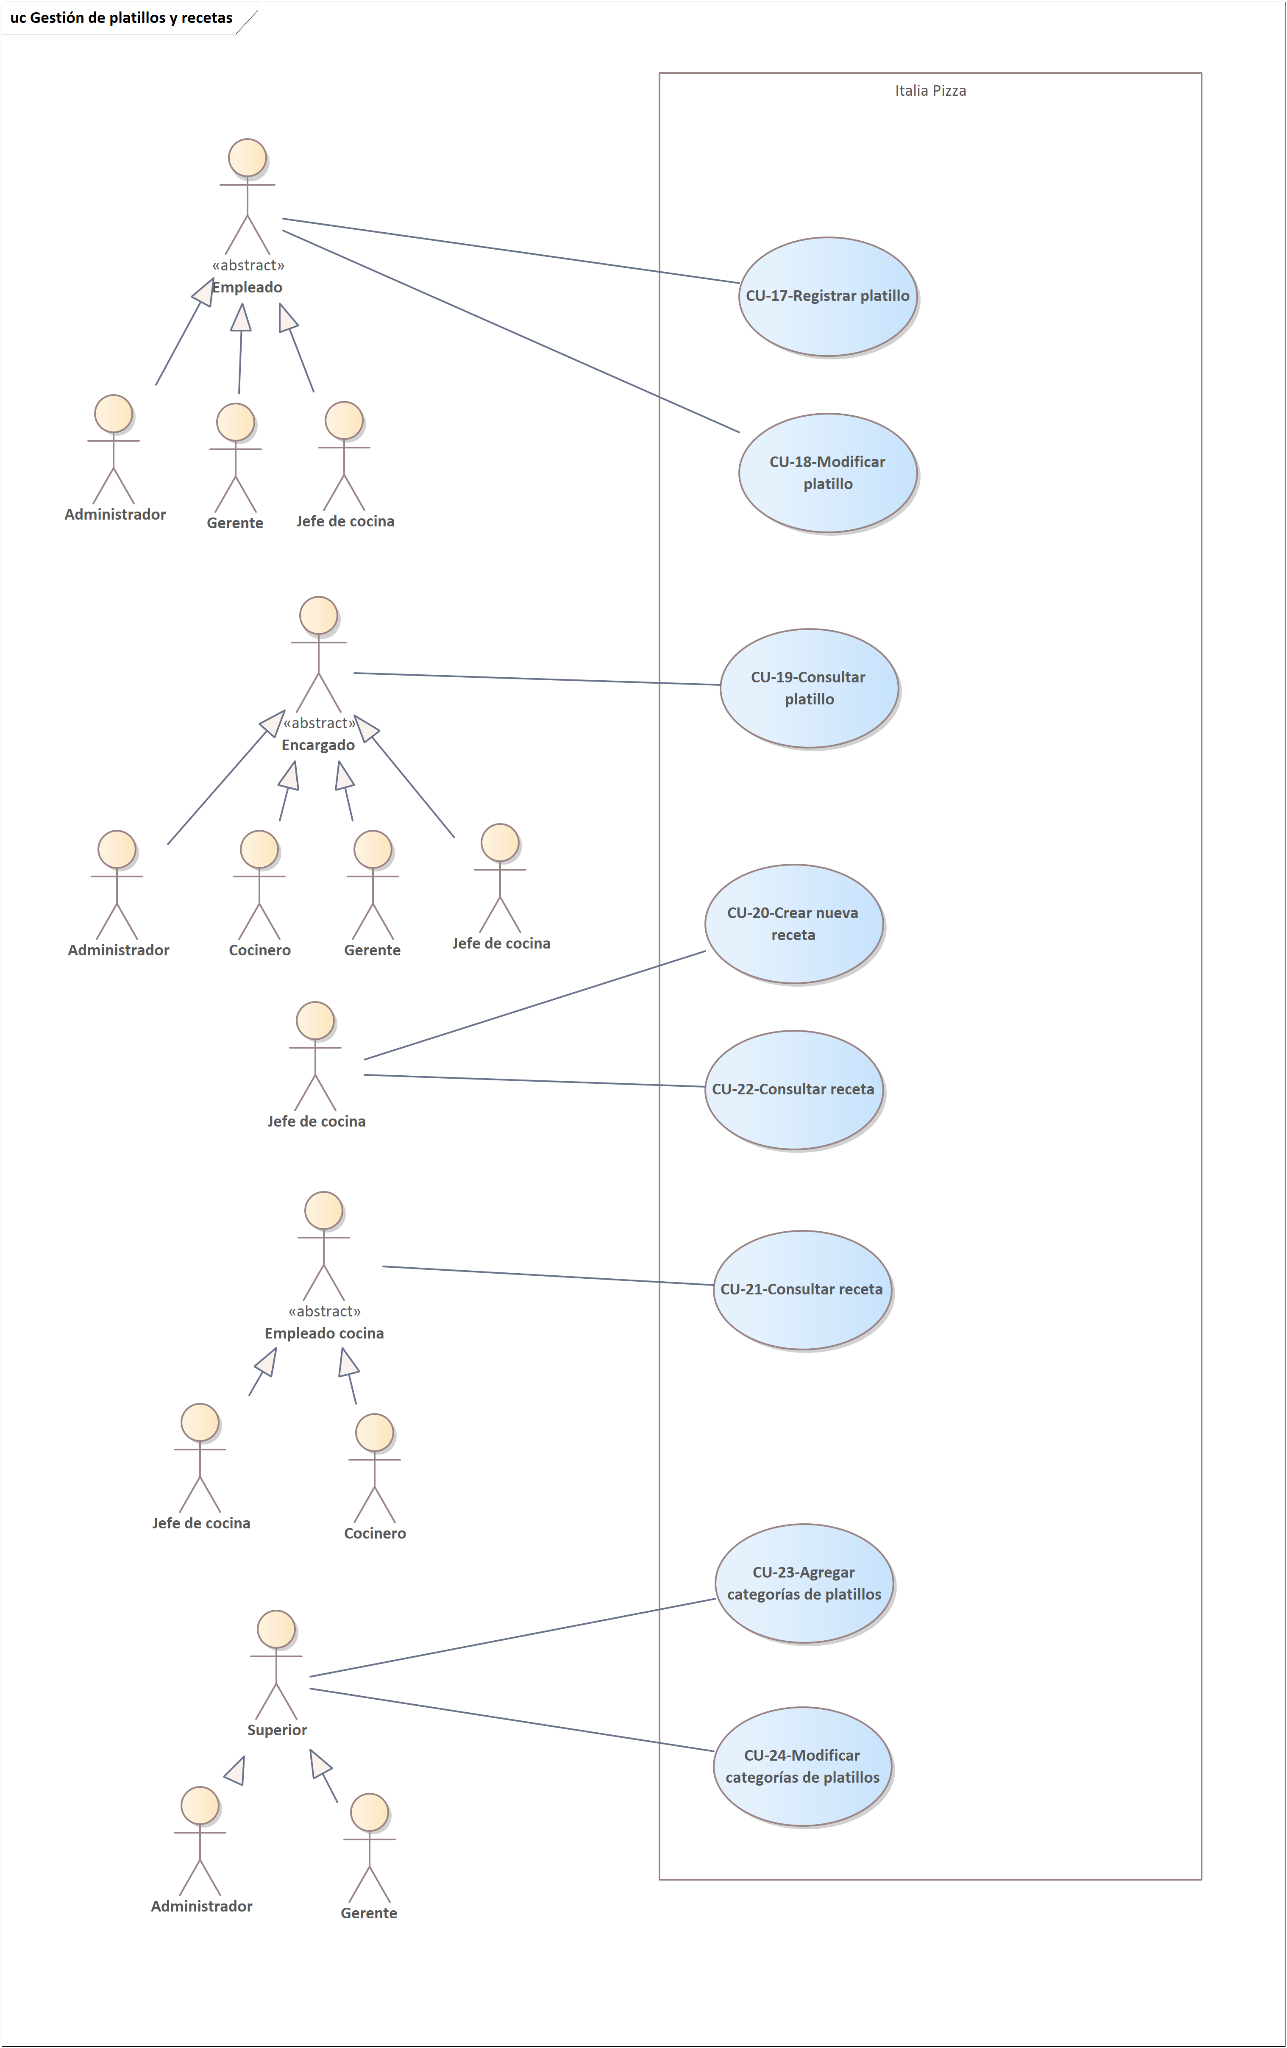 uc Gestión de platillos y recetas
Italia Pizza
«abstract»
Empleado
CU-17-Registrar platillo
CU-18-Modificar
platillo
Administrador
Gerente
Jefe de cocina
«abstract»
Encargado
CU-19-Consultar
platillo
Administrador
Cocinero
Gerente
Jefe de cocina
CU-20-Crear nueva
receta
Jefe de cocina
CU-22-Consultar receta
«abstract»
Empleado cocina
CU-21-Consultar receta
Jefe de cocina
Cocinero
CU-23-Agregar
categorías de platillos
Superior
CU-24-Modificar
categorías de platillos
Administrador
Gerente